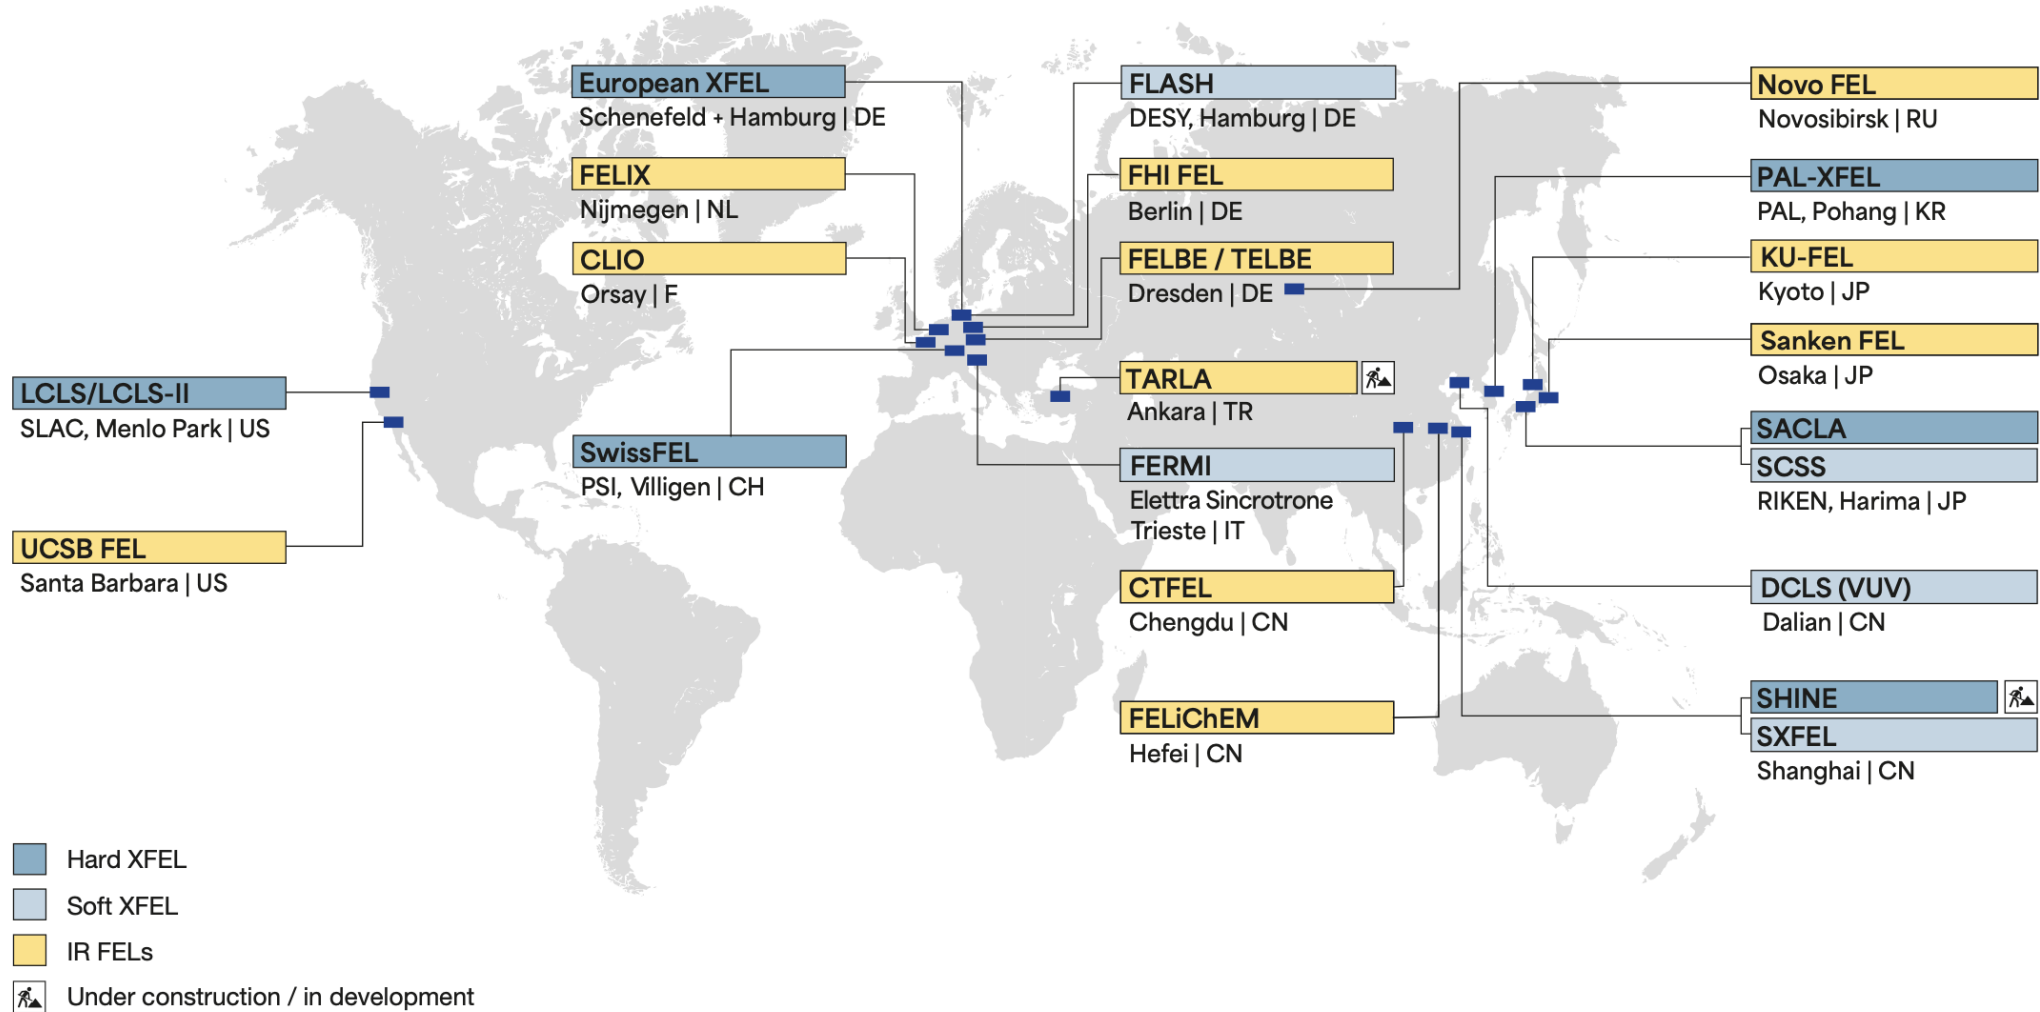 European XFEL
Schenefeld + Hamburg | DE
FELIX
Nijmegen | NL
CLIO
Orsay | F
LCLS/LCLS-II
SLAC, Menlo Park | US
SwissFEL
PSI, Villigen | CH
UCSB FEL
Santa Barbara | US
FLASH
DESY, Hamburg | DE
FHI FEL
Berlin | DE
FELBE / TELBE
Dresden | DE
TARLA
Ankara | TR
FERMI
Elettra Sincrotrone
Trieste | IT
CTFEL
Chengdu | CN
FELiChEM
Hefei | CN
Novo FEL
Novosibirsk | RU
PAL-XFEL
PAL, Pohang | KR
KU-FEL
Kyoto | JP
Sanken FEL
Osaka | JP
SACLA
SCSS
RIKEN, Harima | JP
DCLS (VUV)
Dalian | CN
SHINE
SXFEL
Shanghai | CN
Hard XFEL
Soft XFEL
IR FELs
Under construction / in development